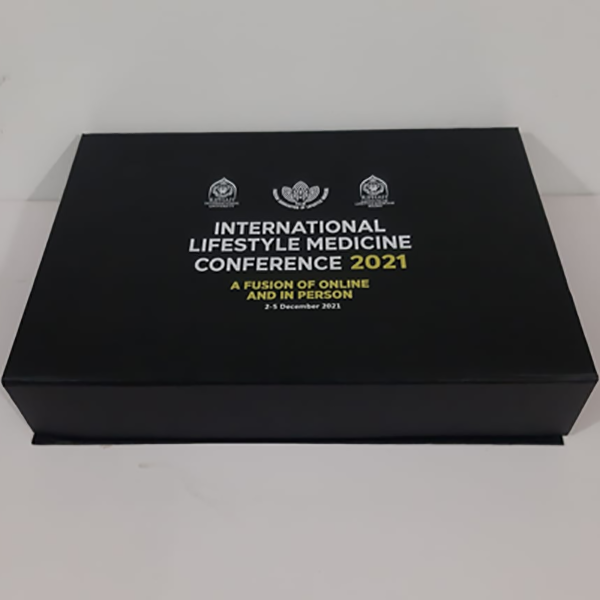 INTERNATIONAL
LIFESTYLE MEDICINE
CONFERENCE 2021
A FUSION OF ONLINE
AND IN PERSON
2-5 December 2021